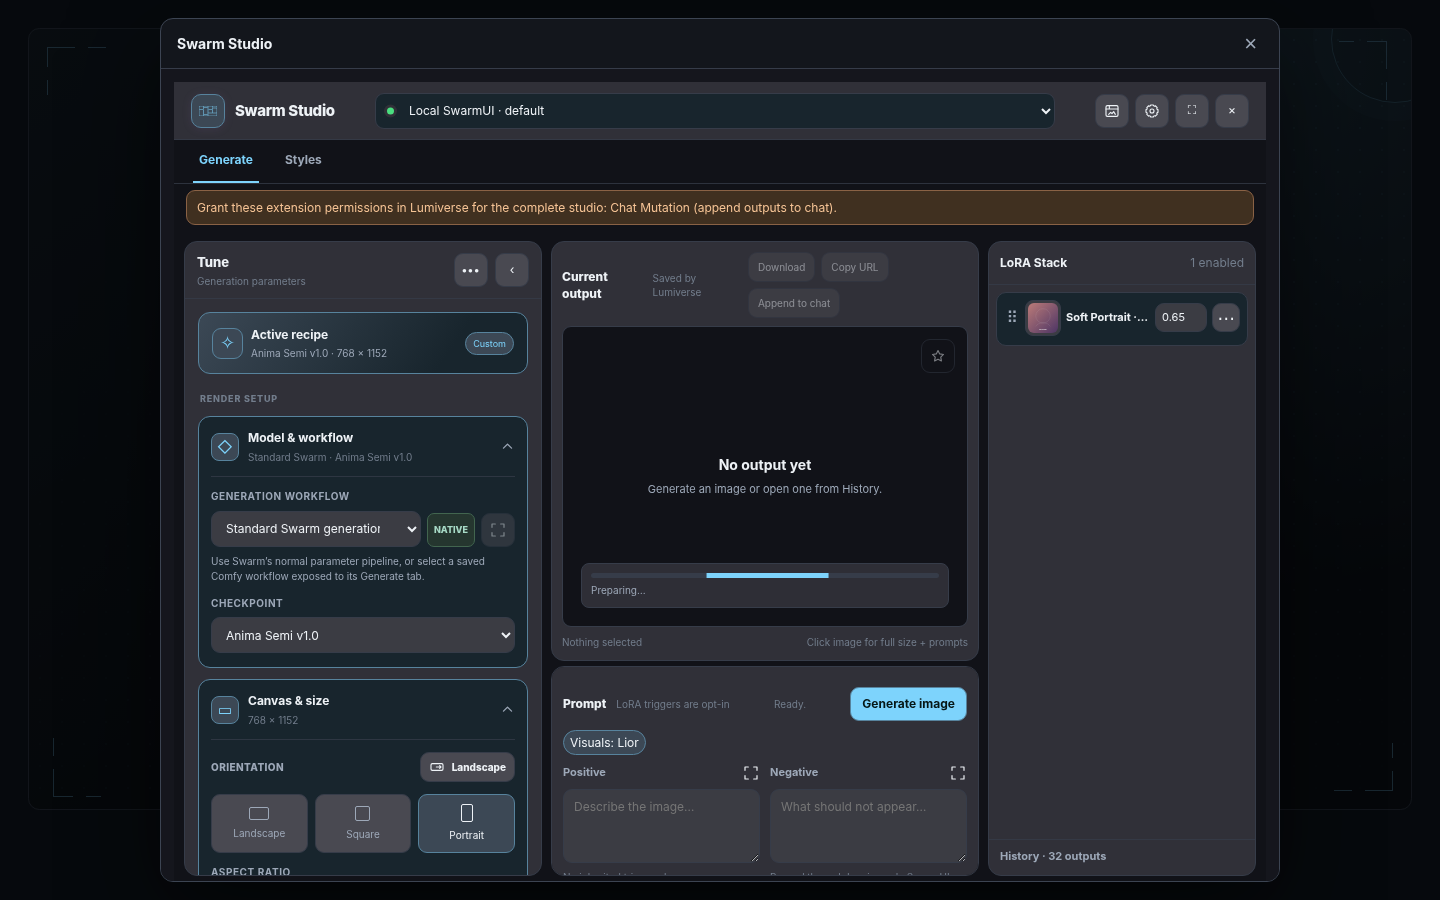 Swarm Studio
Swarm Studio
Local SwarmUI · default
Generate
Styles
Grant these extension permissions in Lumiverse for the complete studio: Chat Mutation (append outputs to chat).
Tune
Generation parameters
Active recipe
Anima Semi v1.0 · 768 × 1152
Custom
RENDER SETUP
Model & workflow
Standard Swarm · Anima Semi v1.0
GENERATION WORKFLOW
Standard Swarm generation
NATIVE
Use Swarm's normal parameter pipeline, or select a saved
Comfy workflow exposed to its Generate tab.
CHECKPOINT
Anima Semi v1.0
Canvas & size
768 × 1152
ORIENTATION
Landscape
Landscape
Square
Portrait
ASPECT RATIO
Current
output
Saved by
Lumiverse
Download
Copy URL
Append to chat
No output yet
Generate an image or open one from History.
Preparing...
Nothing selected
Click image for full size + prompts
Prompt
LoRA triggers are opt-in
Ready.
Generate image
Visuals: Lior
Positive
Describe the image...
Negative
What should not appear...
LoRA Stack
1 enabled
Soft Portrait ·...
0.65
History · 32 outputs